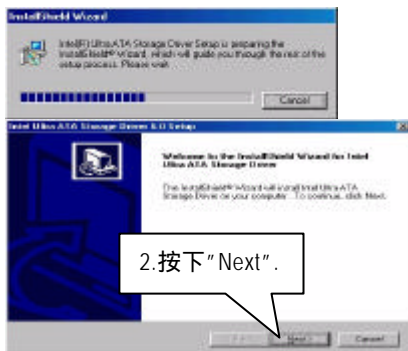 InstallShield Wizard
Intel(R) Ultra ATA Storage Driver Setup is preparing the
InstallShield® Wizard, which will guide you through the rest of the
setup process. Please wait.
Cancel
Intel Ultra ATA Storage Driver 6.0 Setup
Welcome to the InstallShield Wizard for Intel
Ultra ATA Storage Driver
The InstallShield® Wizard will install Intel Ultra ATA
Storage Driver on your computer. To continue, click Next.
2.按下"Next".
Next >
Cancel